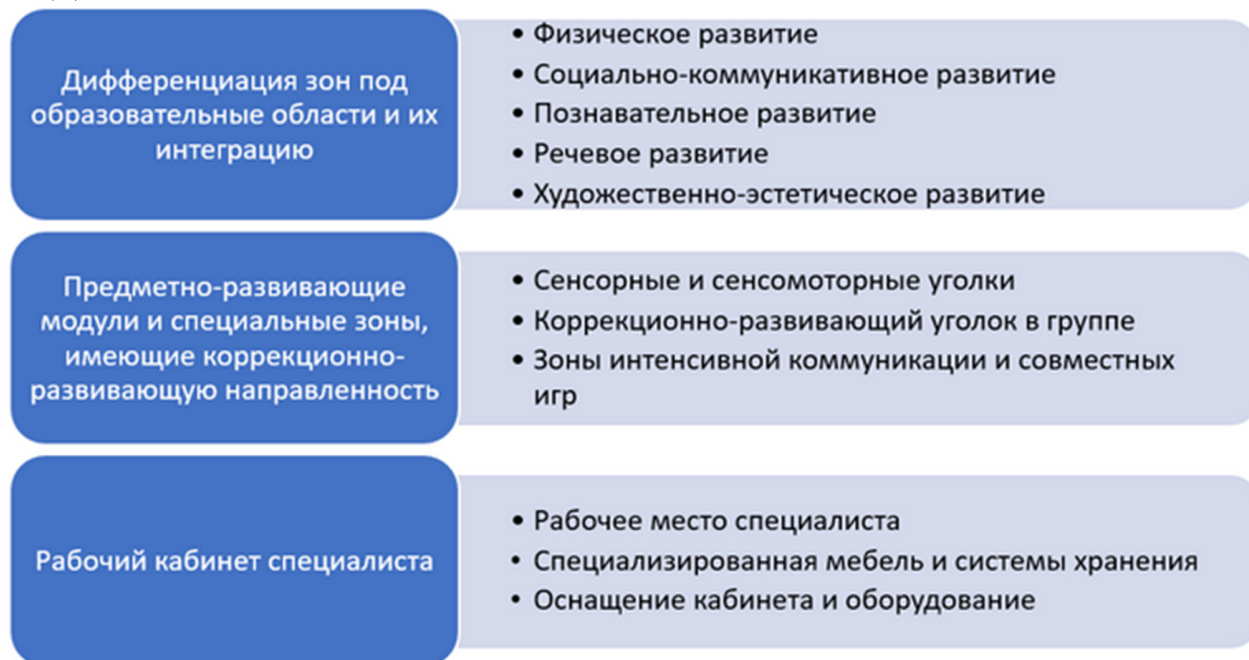 Дифференциация зон под
образовательные области и их
интеграцию
• Физическое развитие
• Социально-коммуникативное развитие
• Познавательное развитие
• Речевое развитие
• Художественно-эстетическое развитие
Предметно-развивающие
модули и специальные зоны,
имеющие коррекционно-
развивающую направленность
• Сенсорные и сенсомоторные уголки
• Коррекционно-развивающий уголок в группе
• Зоны интенсивной коммуникации и совместных
игр
Рабочий кабинет специалиста
• Рабочее место специалиста
• Специализированная мебель и системы хранения
• Оснащение кабинета и оборудование